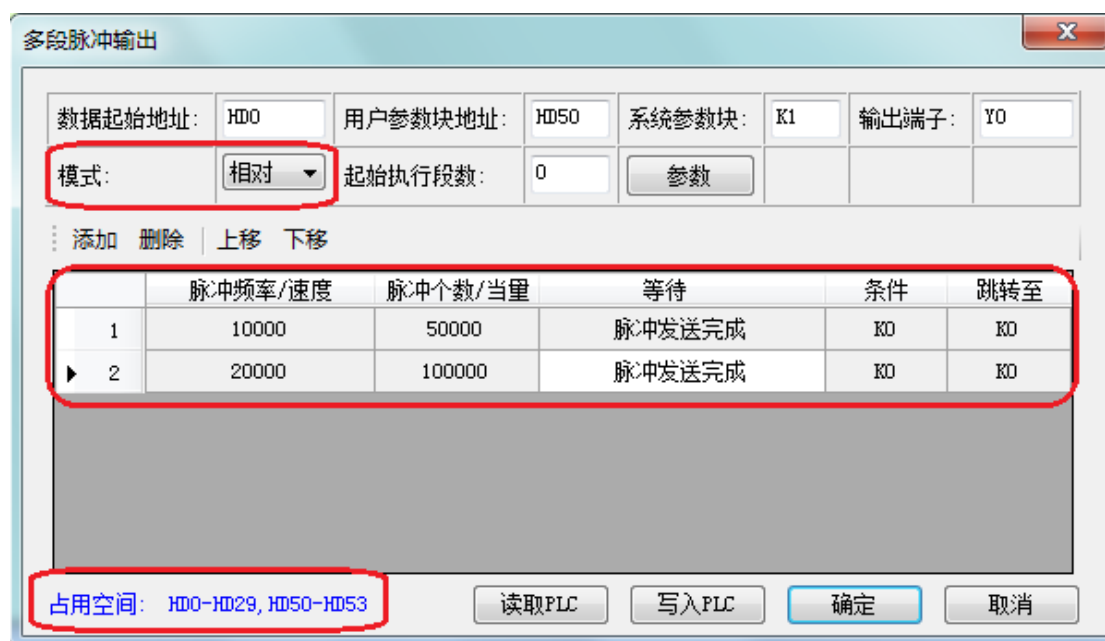 多段脉冲输出
数据起始地址: HD0 用户参数块地址: HD50 系统参数块: K1 输出端子: Y0
模式: 相对 起始执行段数: 0 参数
添加 删除 上移 下移
脉冲频率/速度 脉冲个数/当量 等待 条件 跳转至
1 10000 50000 脉冲发送完成 K0 K0
2 20000 100000 脉冲发送完成 K0 K0
占用空间: HD0-HD29,HD50-HD53 读取PLC 写入PLC 确定 取消